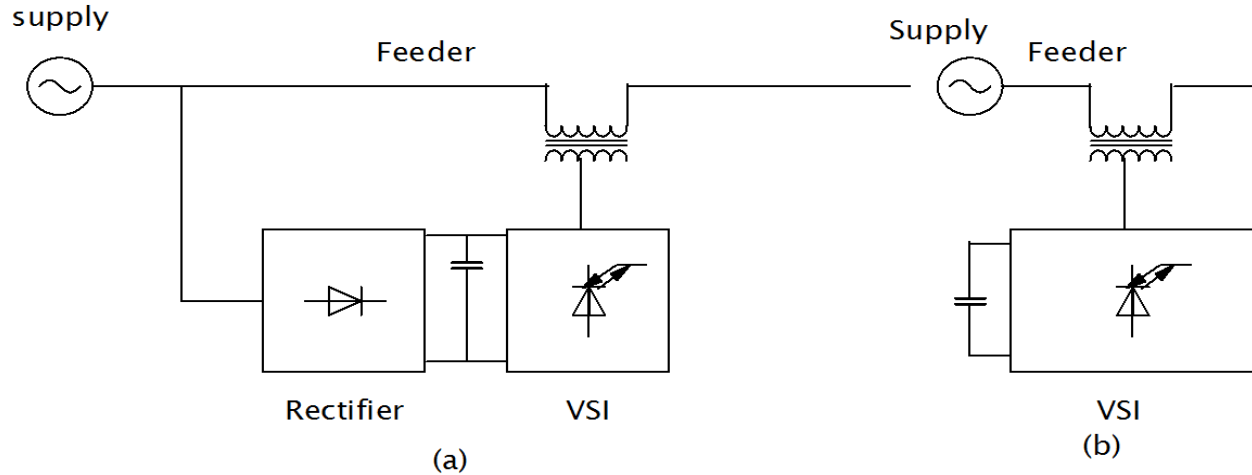 supply
Feeder
Rectifier
VSI
(a)
Supply
Feeder
VSI
(b)